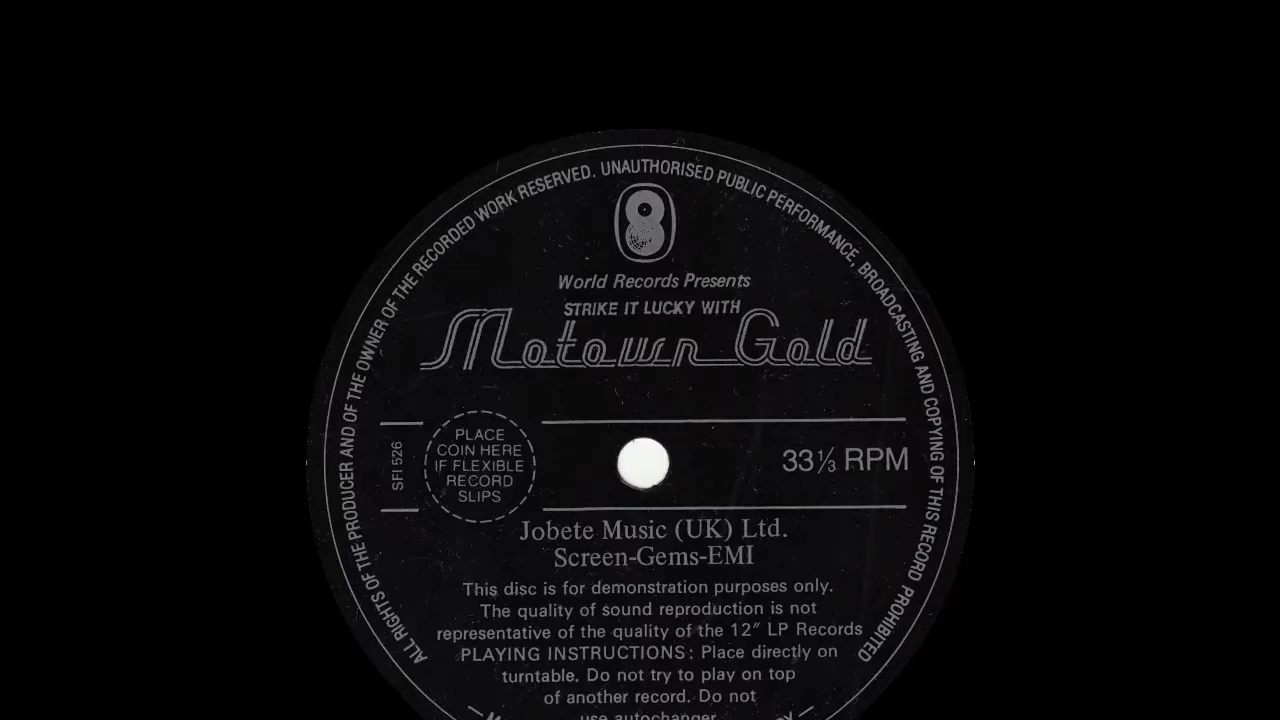 ALL RIGHTS OF THE PRODUCER AND OF THE OWNER OF THE RECORDED WORK RESERVED. UNAUTHORISED PUBLIC PERFORMANCE, BROADCASTING AND COPYING OF THIS RECORD PROHIBITED
World Records Presents
STRIKE IT LUCKY WITH
Motown Gold
SFI 526
PLACE
COIN HERE
IF FLEXIBLE
RECORD
SLIPS
33⅓ RPM
Jobete Music (UK) Ltd.
Screen-Gems-EMI
This disc is for demonstration purposes only.
The quality of sound reproduction is not
representative of the quality of the 12″ LP Records
PLAYING INSTRUCTIONS: Place directly on
turntable. Do not try to play on top
of another record. Do not
use autochanger